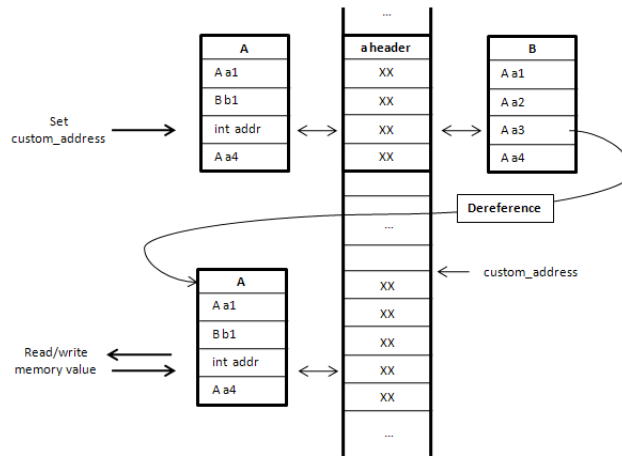 ...
A
a header
B
A a1
XX
A a1
B b1
XX
A a2
Set
custom_address
int addr
XX
A a3
A a4
XX
A a4
Dereference
...
custom_address
A
XX
A a1
XX
B b1
XX
Read/write
memory value
int addr
XX
A a4
XX
...